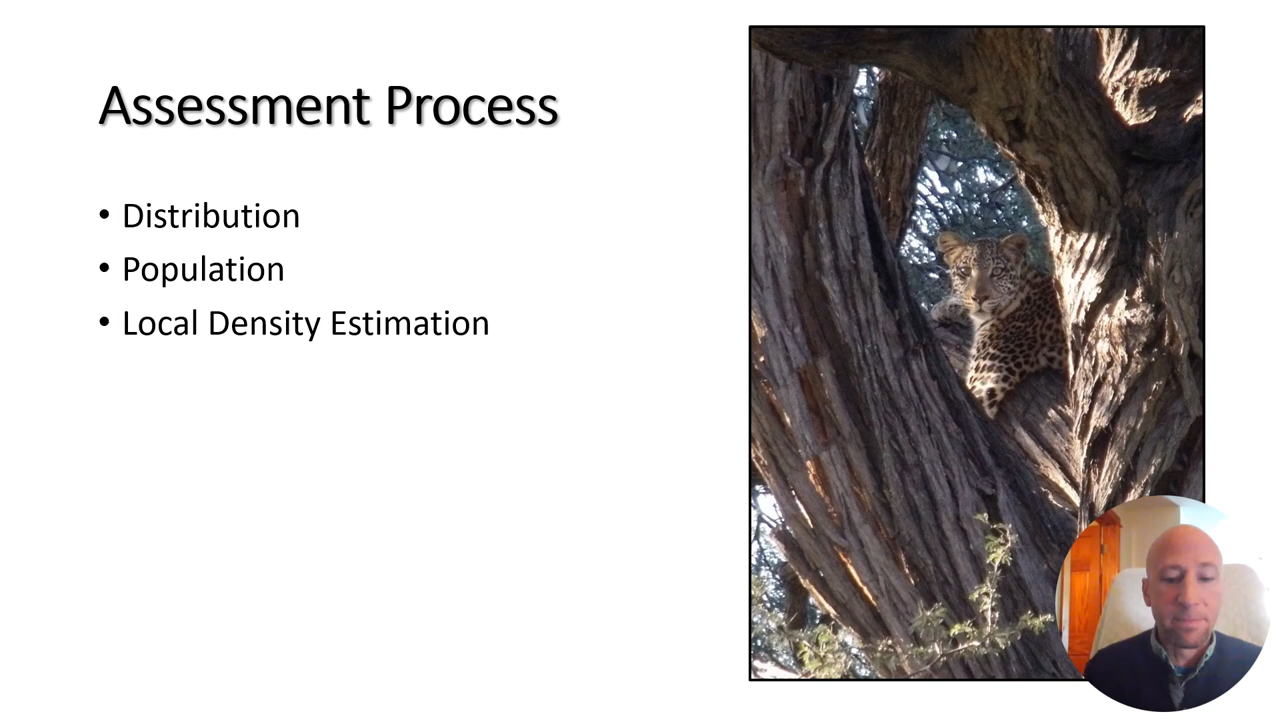 Assessment Process
• Distribution
• Population
• Local Density Estimation